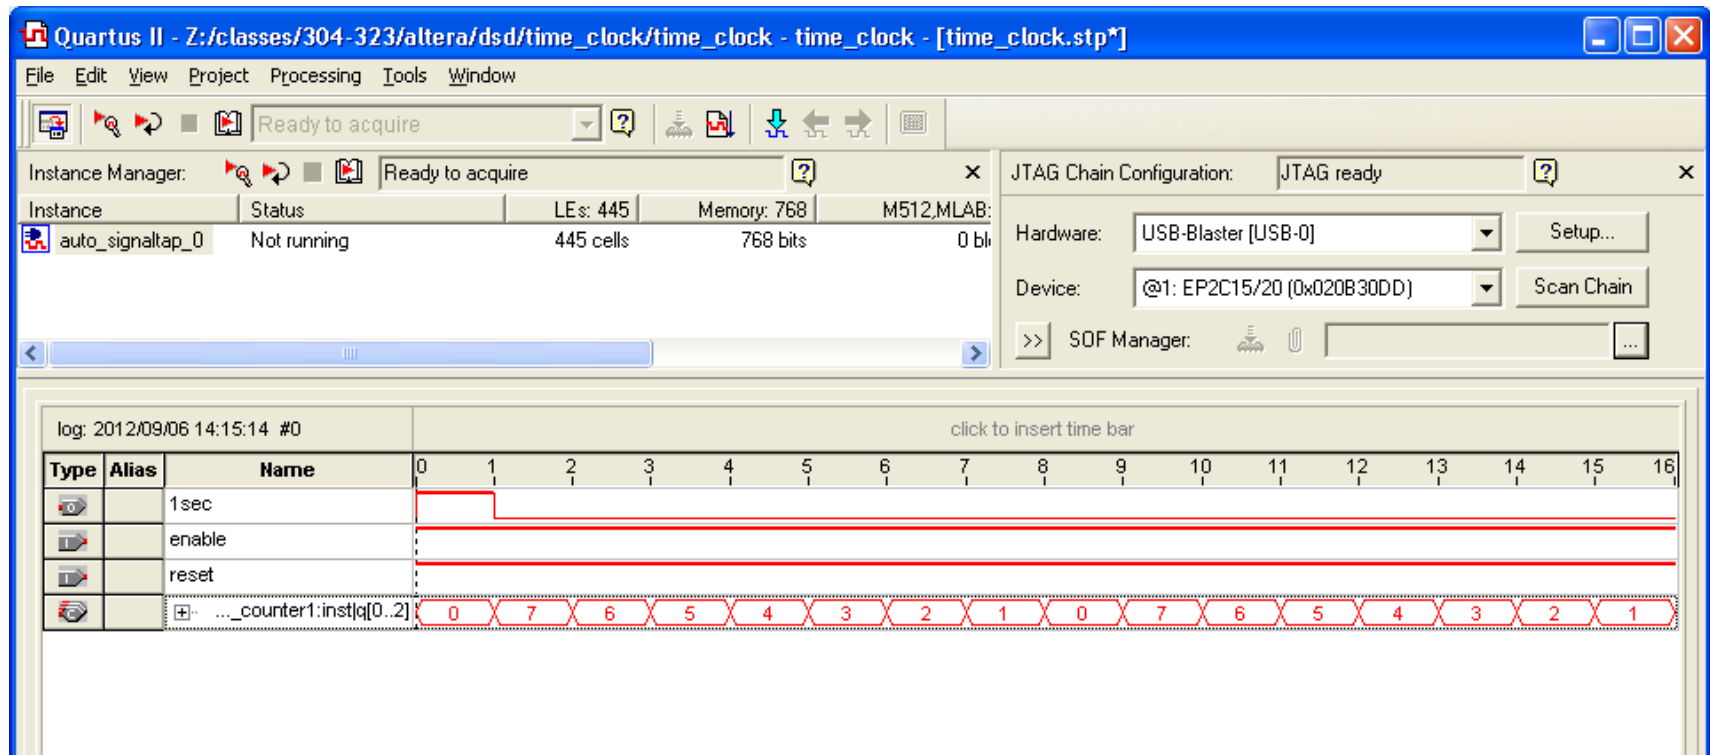 Quartus II - Z:/classes/304-323/altera/dsd/time_clock/time_clock - time_clock - [time_clock.stp*]
File Edit View Project Processing Tools Window
Ready to acquire
Instance Manager: Ready to acquire
Instance Status LEs: 445 Memory: 768 M512,MLAB:
auto_signaltap_0 Not running 445 cells 768 bits 0 bl
JTAG Chain Configuration: JTAG ready
Hardware: USB-Blaster [USB-0] Setup...
Device: @1: EP2C15/20 (0x020B30DD) Scan Chain
>> SOF Manager: ...
log: 2012/09/06 14:15:14 #0 click to insert time bar
Type Alias Name 0 1 2 3 4 5 6 7 8 9 10 11 12 13 14 15 16
1sec
enable
reset
..._counter1:inst|q[0..2] 0 7 6 5 4 3 2 1 0 7 6 5 4 3 2 1